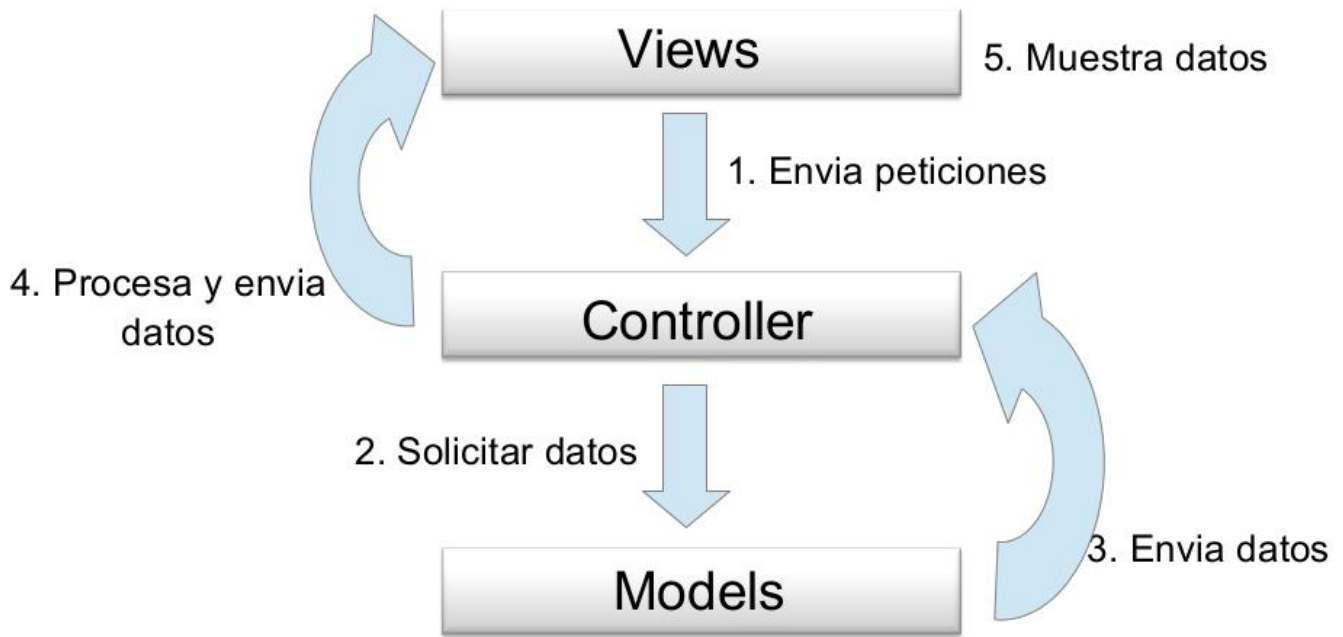 Views
5. Muestra datos
1. Envia peticiones
4. Procesa y envia
datos
Controller
2. Solicitar datos
3. Envia datos
Models